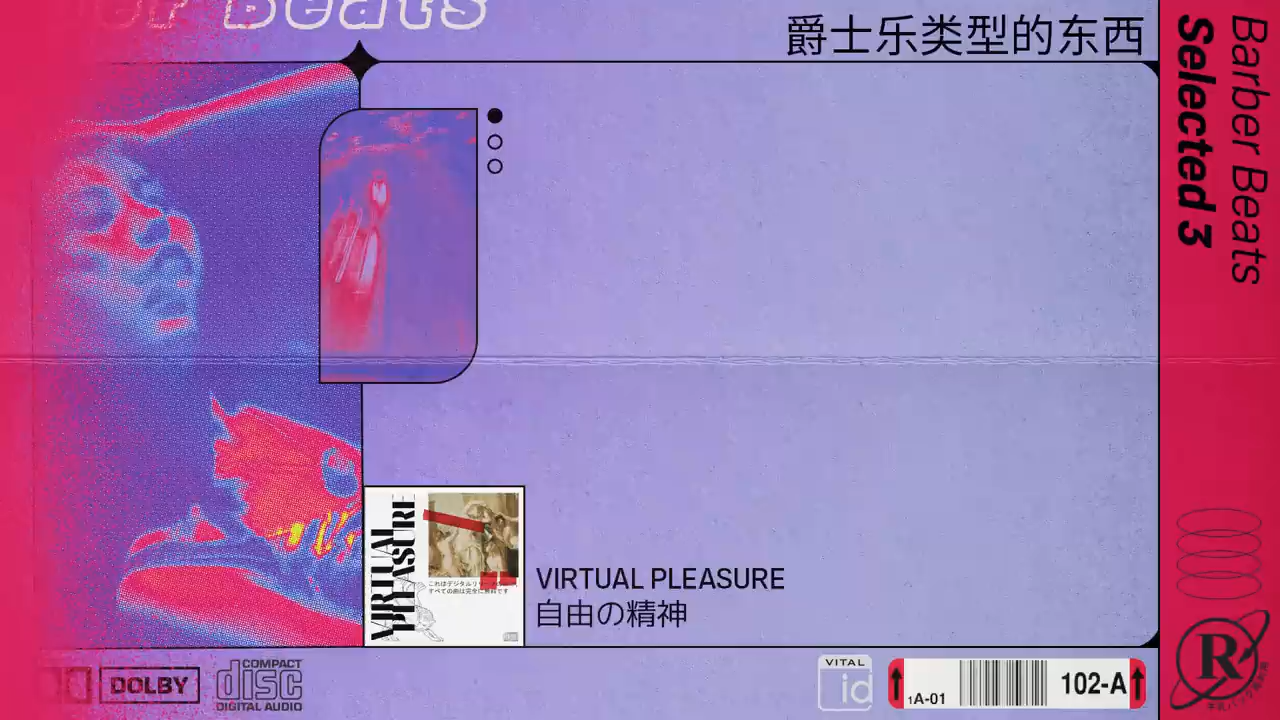 Beats
爵士乐类型的东西
Barber Beats
Selected 3
VIRTUAL
PLEASURE
VIRTUAL PLEASURE
自由の精神
DOLBY
COMPACT
disc
DIGITAL AUDIO
VITAL
id
1A-01
102-A
R